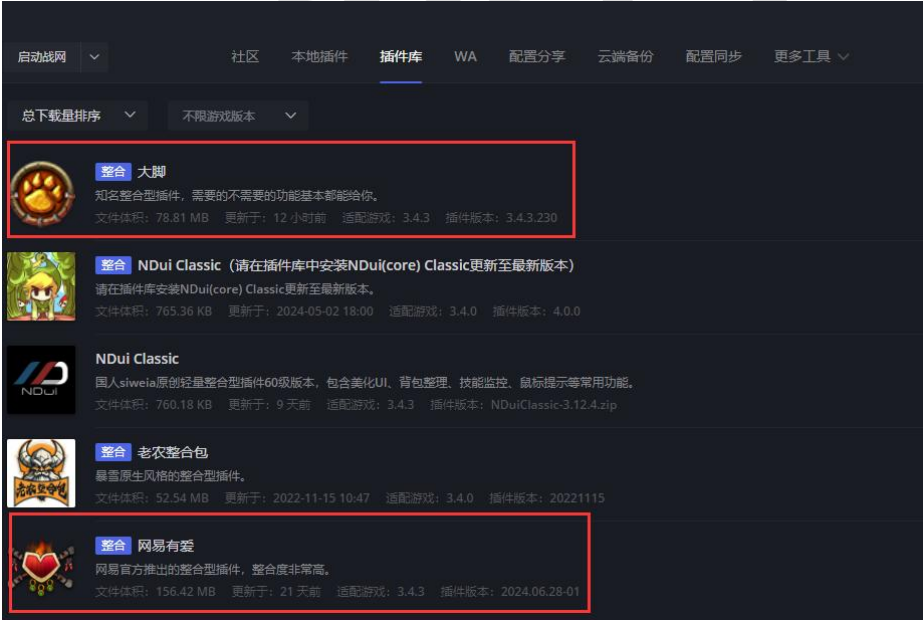 启动战网 社区 本地插件 插件库 WA 配置分享 云端备份 配置同步 更多工具
总下载量排序 不限游戏版本
整合 大脚
知名整合型插件，需要的不需要的功能基本都能给你。
文件体积：78.81 MB 更新于：12 小时前 适配游戏：3.4.3 插件版本：3.4.3.230
整合 NDui Classic（请在插件库中安装NDui(core) Classic更新至最新版本）
请在插件库安装NDui(core) Classic更新至最新版本。
文件体积：765.36 KB 更新于：2024-05-02 18:00 适配游戏：3.4.0 插件版本：4.0.0
NDui
NDui Classic
国人siweia原创轻量整合型插件60级版本，包含美化UI、背包整理、技能监控、鼠标提示等常用功能。
文件体积：760.18 KB 更新于：9 天前 适配游戏：3.4.3 插件版本：NDuiClassic-3.12.4.zip
老农整合包
整合 老农整合包
暴雪原生风格的整合型插件。
文件体积：52.54 MB 更新于：2022-11-15 10:47 适配游戏：3.4.0 插件版本：20221115
整合 网易有爱
网易官方推出的整合型插件，整合度非常高。
文件体积：156.42 MB 更新于：21 天前 适配游戏：3.4.3 插件版本：2024.06.28-01